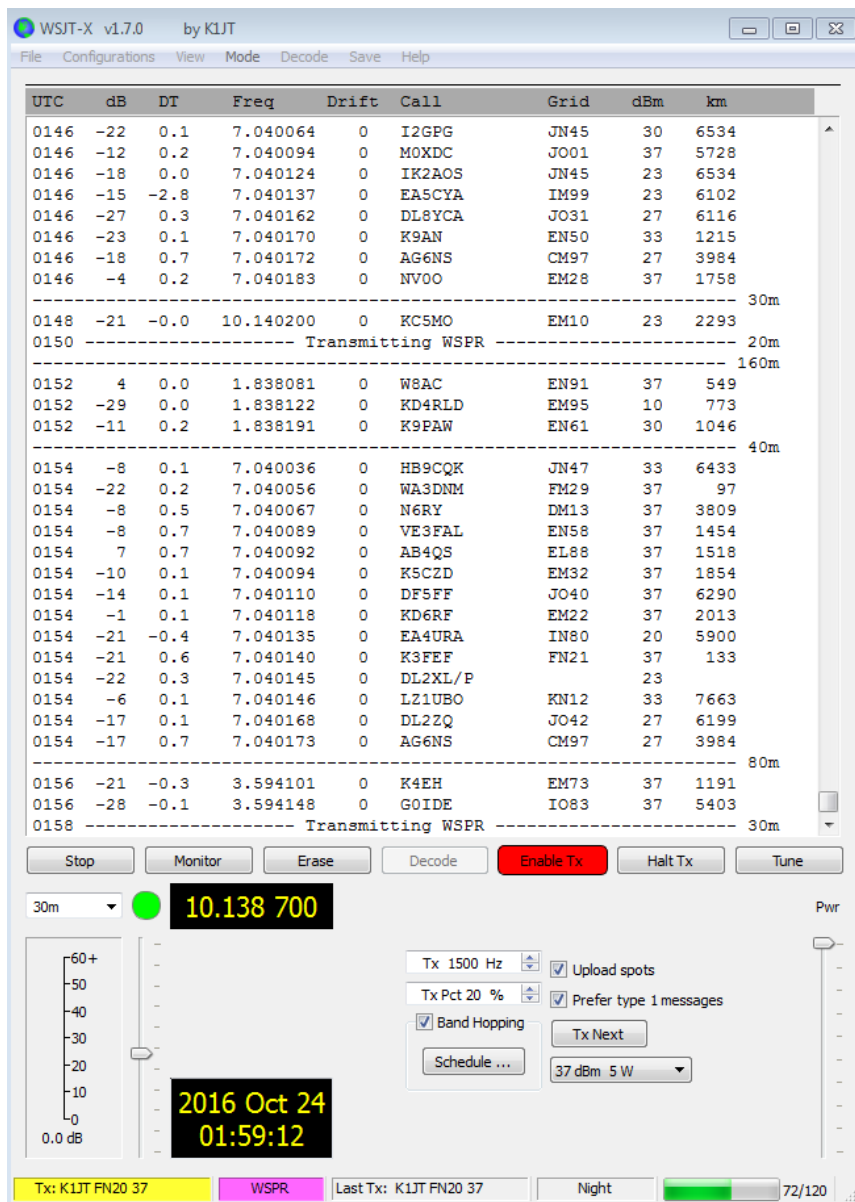 WSJT-X v1.7.0 by K1JT
File Configurations View Mode Decode Save Help
UTC dB DT Freq Drift Call Grid dBm km
0146 -22 0.1 7.040064 0 I2GPG JN45 30 6534
0146 -12 0.2 7.040094 0 M0XDC JO01 37 5728
0146 -18 0.0 7.040124 0 IK2AOS JN45 23 6534
0146 -15 -2.8 7.040137 0 EA5CYA IM99 23 6102
0146 -27 0.3 7.040162 0 DL8YCA JO31 27 6116
0146 -23 0.1 7.040170 0 K9AN EN50 33 1215
0146 -18 0.7 7.040172 0 AG6NS CM97 27 3984
0146 -4 0.2 7.040183 0 NV0O EM28 37 1758
---------------------------------------------------------------------- 30m
0148 -21 -0.0 10.140200 0 KC5MO EM10 23 2293
0150 --------------------- Transmitting WSPR ------------------------ 20m
--------------------------------------------------------------------- 160m
0152 4 0.0 1.838081 0 W8AC EN91 37 549
0152 -29 0.0 1.838122 0 KD4RLD EM95 10 773
0152 -11 0.2 1.838191 0 K9PAW EN61 30 1046
---------------------------------------------------------------------- 40m
0154 -8 0.1 7.040036 0 HB9CQK JN47 33 6433
0154 -22 0.2 7.040056 0 WA3DNM FM29 37 97
0154 -8 0.5 7.040067 0 N6RY DM13 37 3809
0154 -8 0.7 7.040089 0 VE3FAL EN58 37 1454
0154 7 0.7 7.040092 0 AB4QS EL88 37 1518
0154 -10 0.1 7.040094 0 K5CZD EM32 37 1854
0154 -14 0.1 7.040110 0 DF5FF JO40 37 6290
0154 -1 0.1 7.040118 0 KD6RF EM22 37 2013
0154 -21 -0.4 7.040135 0 EA4URA IN80 20 5900
0154 -21 0.6 7.040140 0 K3FEF FN21 37 133
0154 -22 0.3 7.040145 0 DL2XL/P 23
0154 -6 0.1 7.040146 0 LZ1UBO KN12 33 7663
0154 -17 0.1 7.040168 0 DL2ZQ JO42 27 6199
0154 -17 0.7 7.040173 0 AG6NS CM97 27 3984
---------------------------------------------------------------------- 80m
0156 -21 -0.3 3.594101 0 K4EH EM73 37 1191
0156 -28 -0.1 3.594148 0 G0IDE IO83 37 5403
0158 --------------------- Transmitting WSPR ------------------------ 30m
Stop Monitor Erase Decode Enable Tx Halt Tx Tune
30m 10.138 700 Pwr
60+
50
40
30
20
10
0
0.0 dB
Tx 1500 Hz Upload spots
Tx Pct 20 % Prefer type 1 messages
Band Hopping Tx Next
Schedule ... 37 dBm 5 W
2016 Oct 24
01:59:12
Tx: K1JT FN20 37 WSPR Last Tx: K1JT FN20 37 Night 72/120